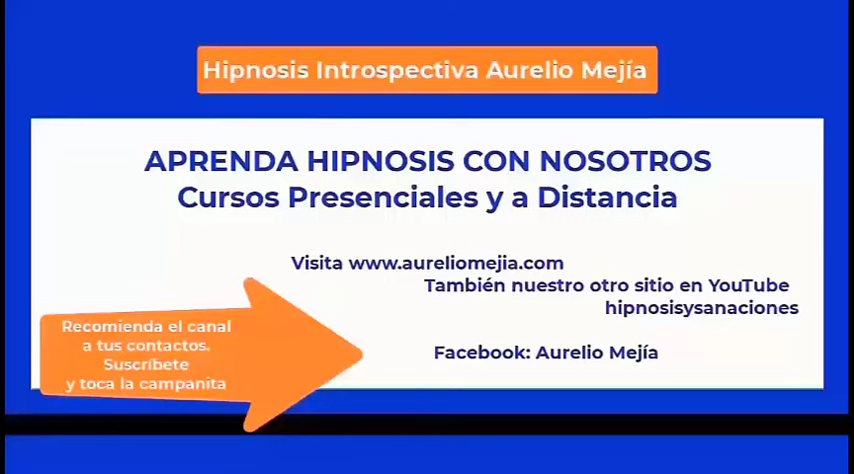 Hipnosis Introspectiva Aurelio Mejía
APRENDA HIPNOSIS CON NOSOTROS
Cursos Presenciales y a Distancia
Visita www.aureliomejia.com
También nuestro otro sitio en YouTube
hipnosisysanaciones
Facebook: Aurelio Mejía
Recomienda el canal
a tus contactos.
Suscríbete
y toca la campanita